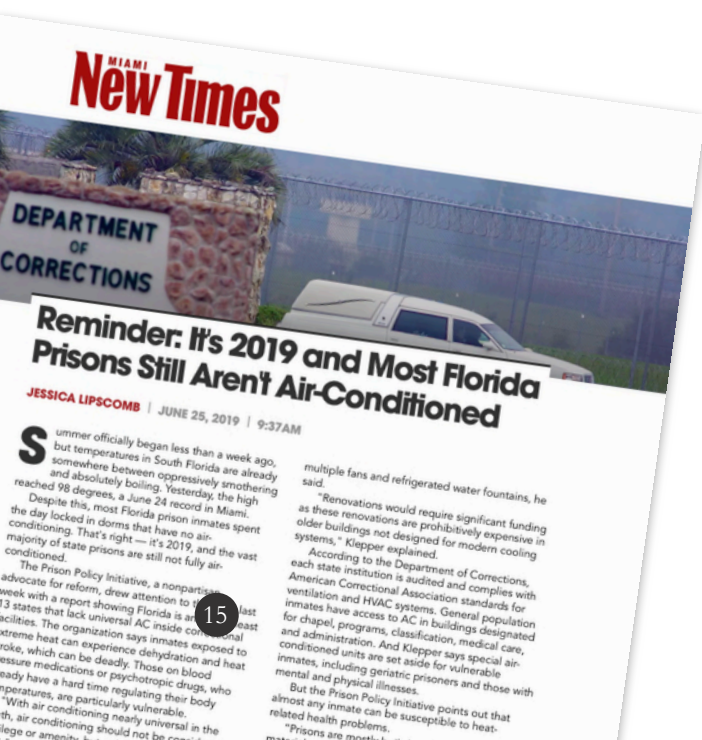 MIAMI
New Times
DEPARTMENT
OF
CORRECTIONS
Reminder: It's 2019 and Most Florida
Prisons Still Aren't Air-Conditioned
JESSICA LIPSCOMB | JUNE 25, 2019 | 9:37AM
Summer officially began less than a week ago,
but temperatures in South Florida are already
somewhere between oppressively smothering
and absolutely boiling. Yesterday, the high
reached 98 degrees, a June 24 record in Miami.
Despite this, most Florida prison inmates spent
the day locked in dorms that have no air-
conditioning. That's right — it's 2019, and the vast
majority of state prisons are still not fully air-
conditioned.
The Prison Policy Initiative, a nonpartisan
advocate for reform, drew attention to last
week with a report showing Florida is
13 states that lack universal AC inside
facilities. The organization says inmates exposed to
extreme heat can experience dehydration and heat
stroke, which can be deadly. Those on blood
pressure medications or psychotropic drugs, who
already have a hard time regulating their body
temperatures, are particularly vulnerable.
"With air conditioning nearly universal in the
air conditioning should not be
or
multiple fans and refrigerated water fountains, he
said.
"Renovations would require significant funding
as these renovations are prohibitively expensive in
older buildings not designed for modern cooling
systems," Klepper explained.
According to the Department of Corrections,
each state institution is audited and complies with
American Correctional Association standards for
ventilation and HVAC systems. General population
inmates have access to AC in buildings designated
for chapel, programs, classification, medical care,
and administration. And Klepper says special air-
conditioned units are set aside for vulnerable
inmates, including geriatric prisoners and those with
mental and physical illnesses.
But the Prison Policy Initiative points out that
almost any inmate can be susceptible to heat-
related health problems.
"Prisons are mostly
15